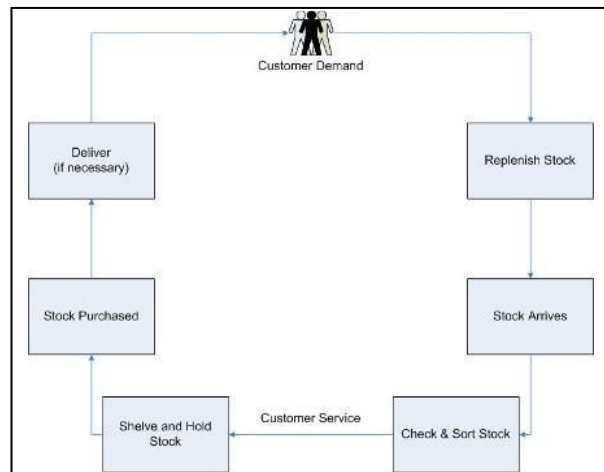 Customer Demand
Deliver
(if necessary)
Replenish Stock
Stock Purchased
Stock Arrives
Shelve and Hold
Stock
Customer Service
Check & Sort Stock